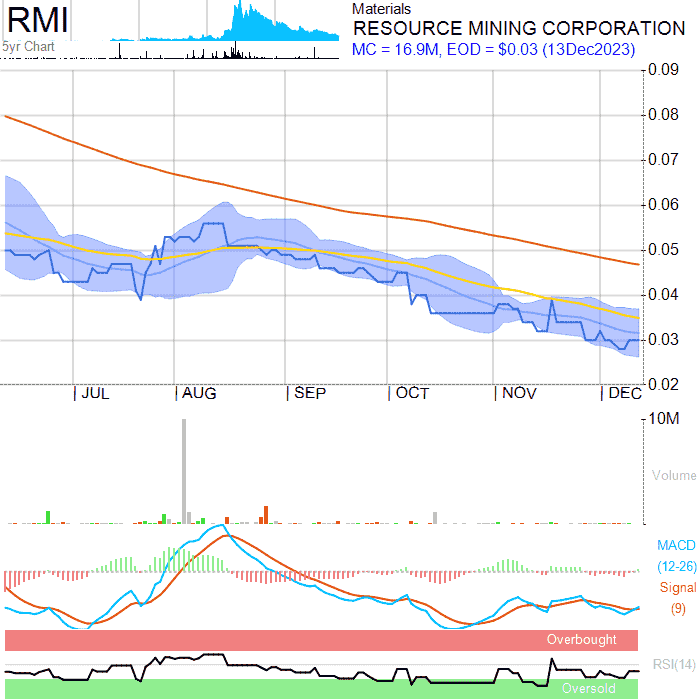 RMI
5yr Chart
Materials
RESOURCE MINING CORPORATION
MC = 16.9M, EOD = $0.03 (13Dec2023)
0.09
0.08
0.07
0.06
0.05
0.04
0.03
0.02
JUL
AUG
SEP
OCT
NOV
DEC
10M
Volume
MACD
(12-26)
Signal
(9)
Overbought
RSI(14)
Oversold